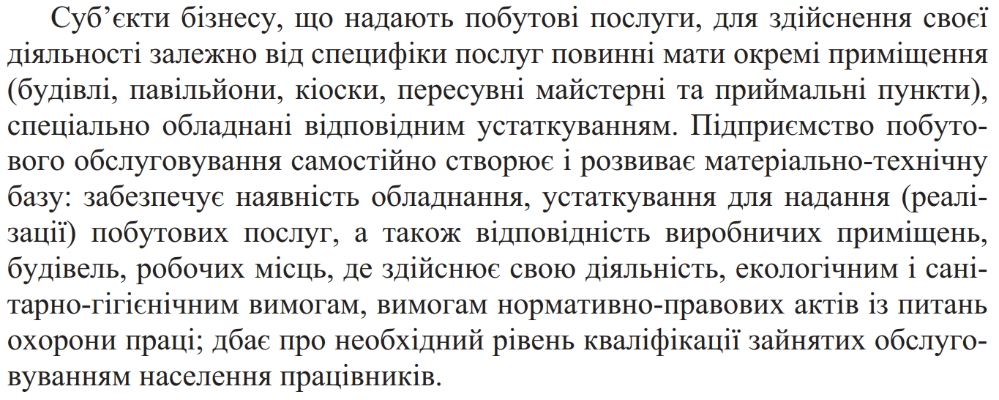 Суб’єкти бізнесу, що надають побутові послуги, для здійснення своєї
діяльності залежно від специфіки послуг повинні мати окремі приміщення
(будівлі, павільйони, кіоски, пересувні майстерні та приймальні пункти),
спеціально обладнані відповідним устаткуванням. Підприємство побуто-
вого обслуговування самостійно створює і розвиває матеріально-технічну
базу: забезпечує наявність обладнання, устаткування для надання (реалі-
зації) побутових послуг, а також відповідність виробничих приміщень,
будівель, робочих місць, де здійснює свою діяльність, екологічним і сані-
тарно-гігієнічним вимогам, вимогам нормативно-правових актів із питань
охорони праці; дбає про необхідний рівень кваліфікації зайнятих обслуго-
вуванням населення працівників.